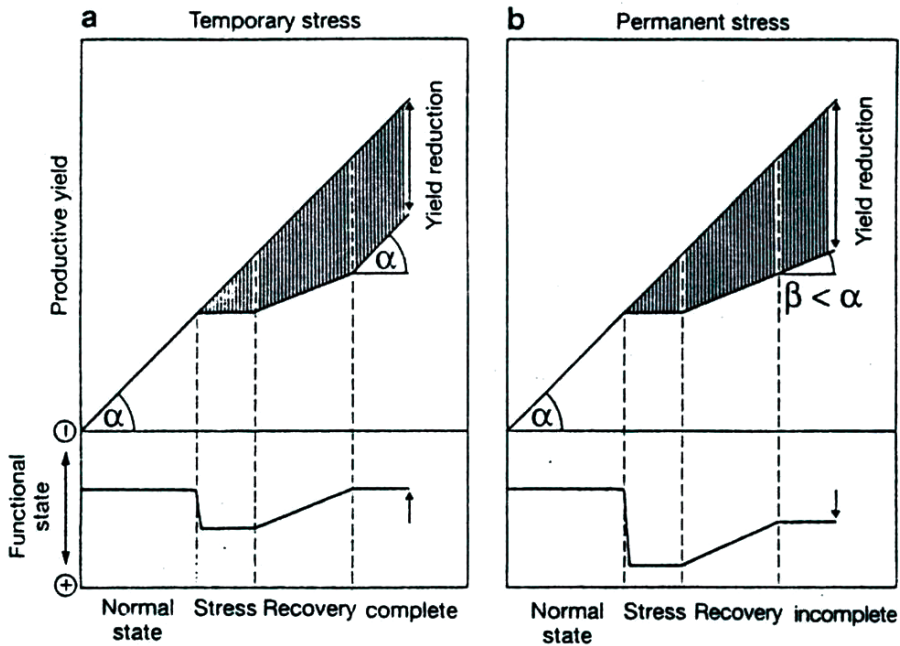 a
Temporary stress
b
Permanent stress
Productive yield
Yield reduction
α
α
Yield reduction
β < α
α
Functional
state
−
+
Normal
state
Stress
Recovery
complete
Normal
state
Stress
Recovery
incomplete